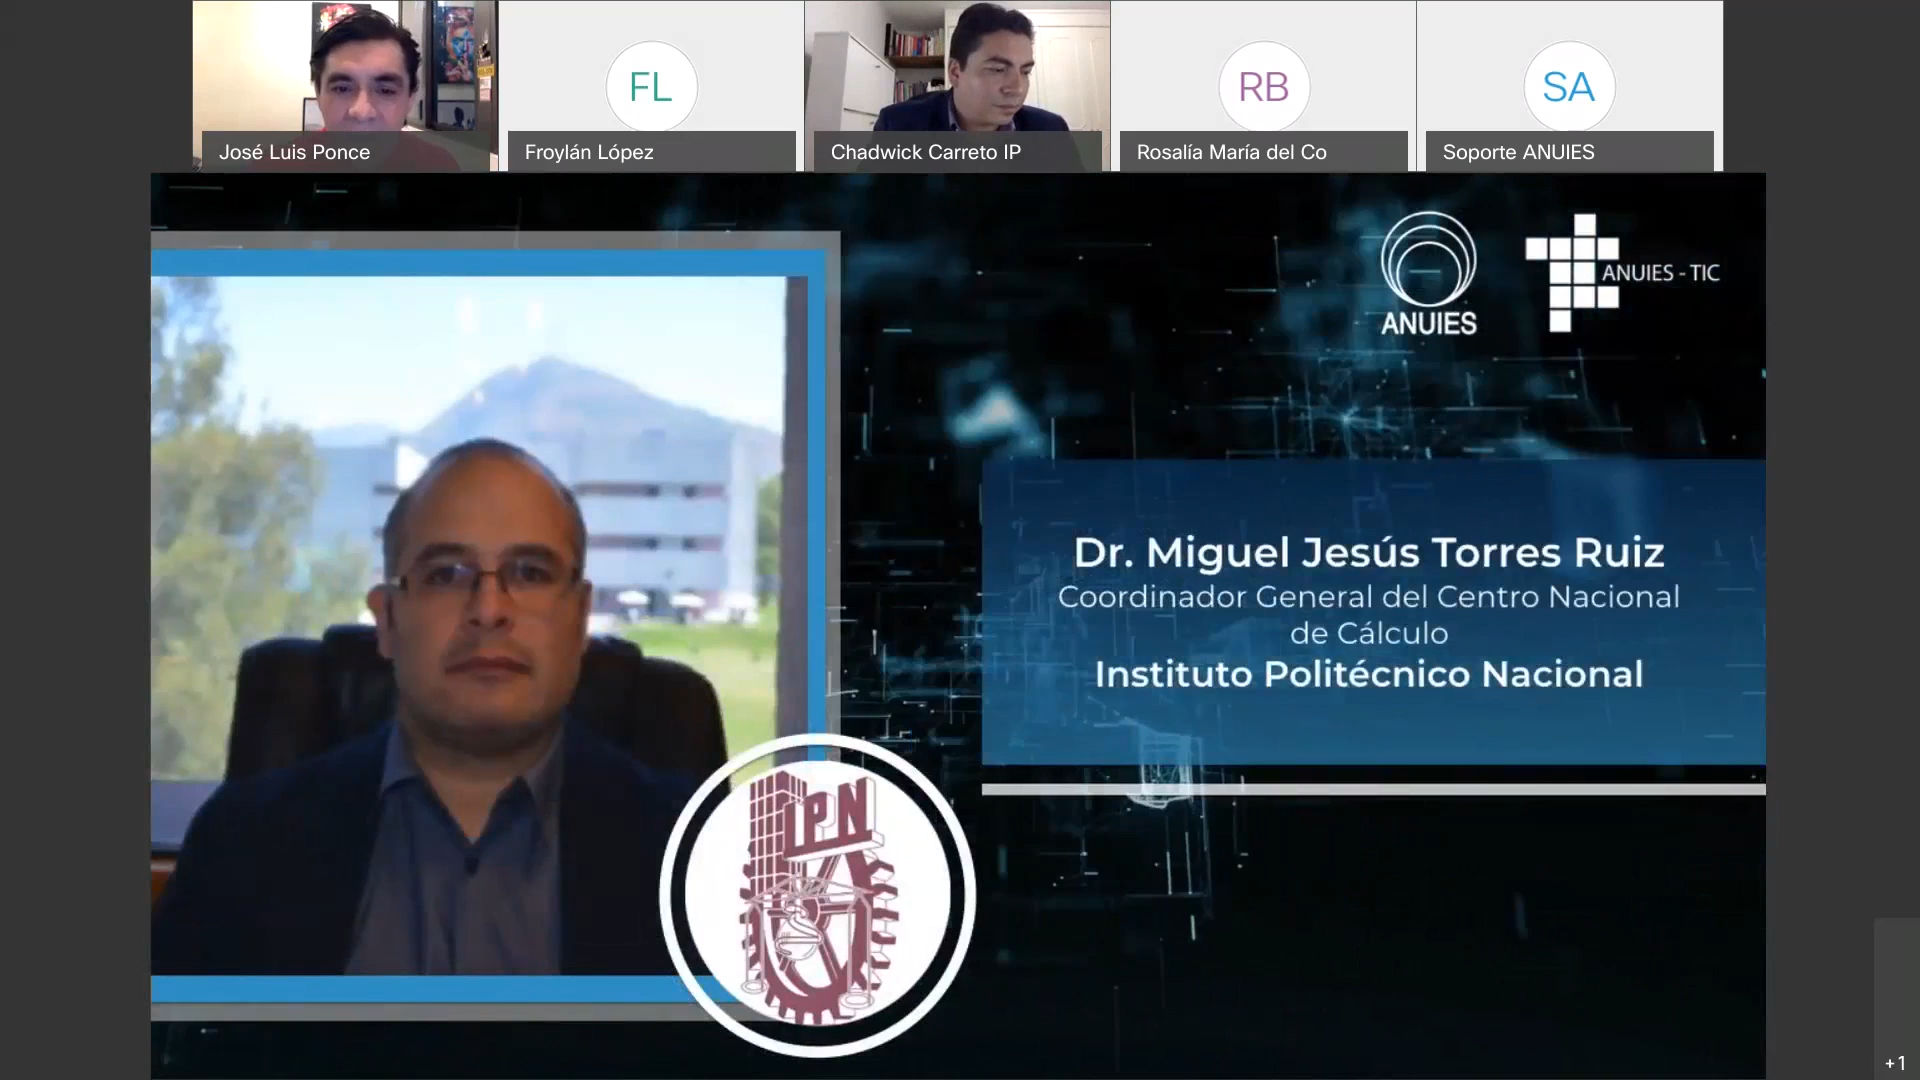 José Luis Ponce
FL
Froylán López
Chadwick Carreto IP
RB
Rosalía María del Co
SA
Soporte ANUIES
ANUIES
ANUIES - TIC
Dr. Miguel Jesús Torres Ruiz
Coordinador General del Centro Nacional
de Cálculo
Instituto Politécnico Nacional
IPN
+1